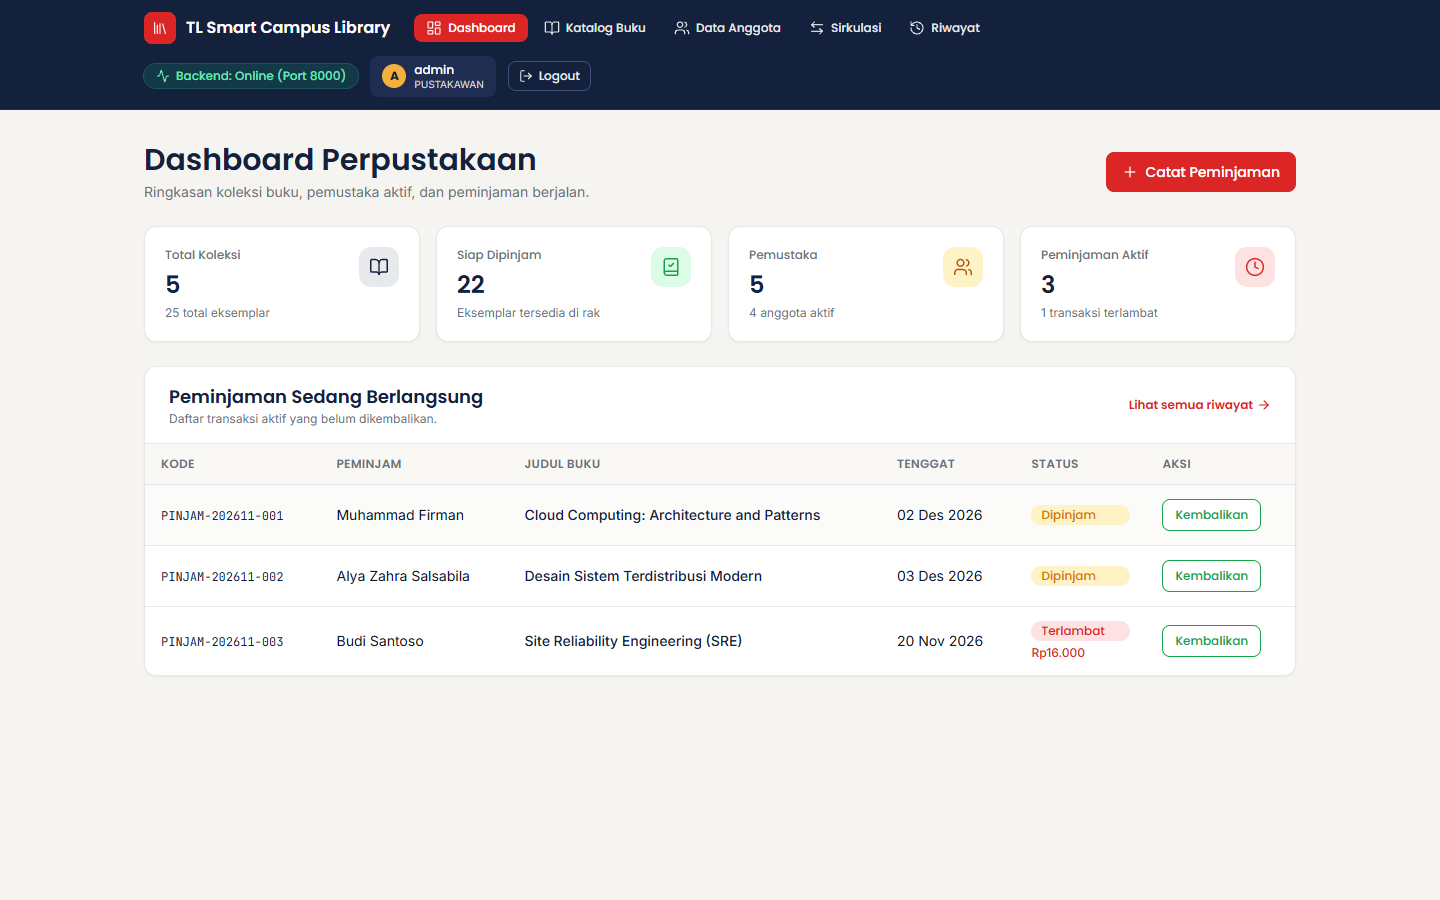 TL Smart Campus Library
Dashboard
Katalog Buku
Data Anggota
Sirkulasi
Riwayat
Backend: Online (Port 8000)
A
admin
PUSTAKAWAN
Logout
Dashboard Perpustakaan
Ringkasan koleksi buku, pemustaka aktif, dan peminjaman berjalan.
+ Catat Peminjaman
Total Koleksi
5
25 total eksemplar
Siap Dipinjam
22
Eksemplar tersedia di rak
Pemustaka
5
4 anggota aktif
Peminjaman Aktif
3
1 transaksi terlambat
Peminjaman Sedang Berlangsung
Daftar transaksi aktif yang belum dikembalikan.
Lihat semua riwayat →
KODE PEMINJAM JUDUL BUKU TENGGAT STATUS AKSI
PINJAM-202611-001 Muhammad Firman Cloud Computing: Architecture and Patterns 02 Des 2026 Dipinjam Kembalikan
PINJAM-202611-002 Alya Zahra Salsabila Desain Sistem Terdistribusi Modern 03 Des 2026 Dipinjam Kembalikan
PINJAM-202611-003 Budi Santoso Site Reliability Engineering (SRE) 20 Nov 2026 Terlambat Kembalikan
Rp16.000